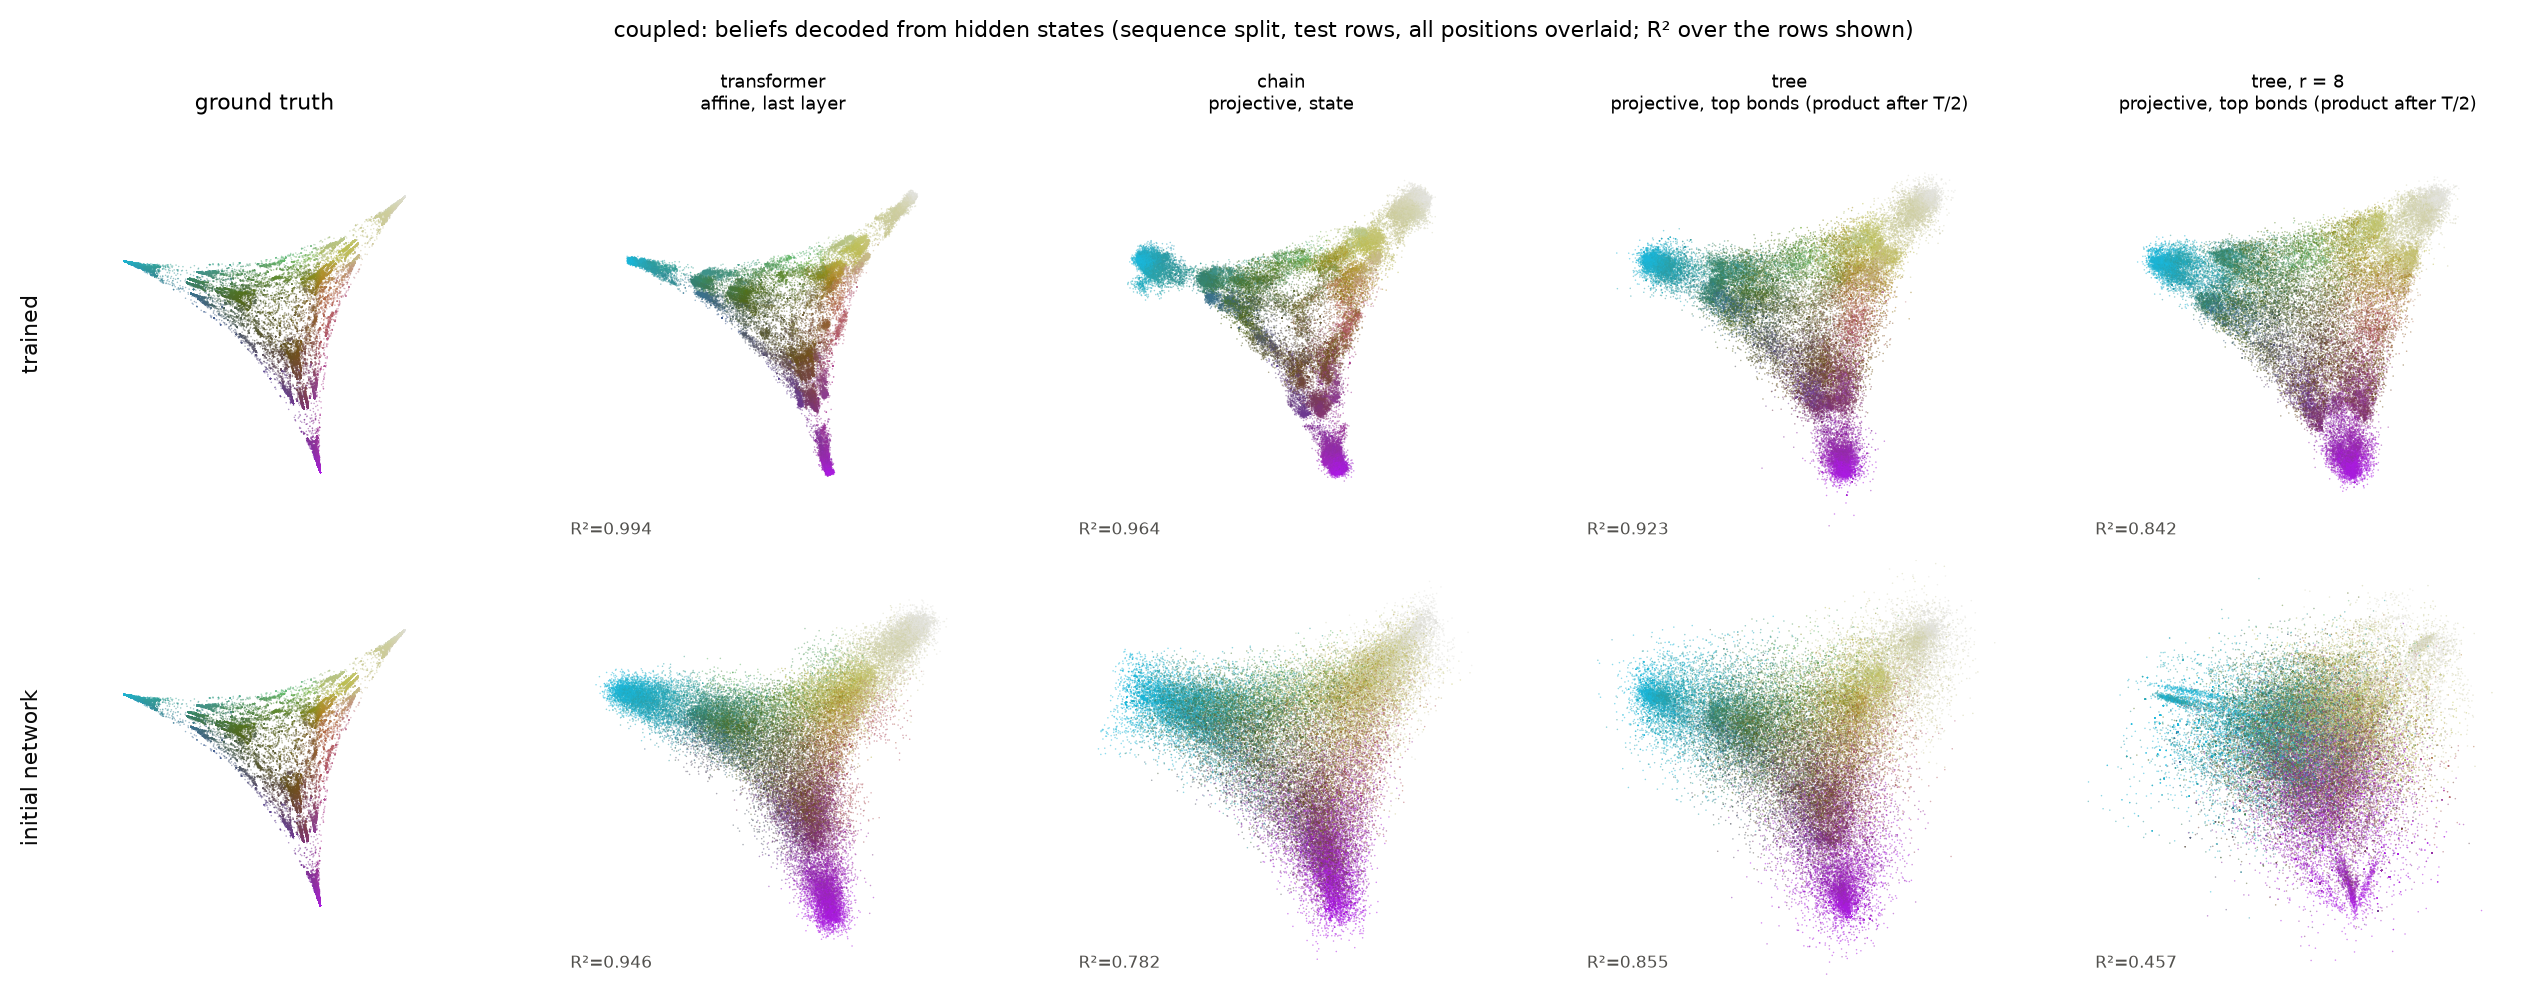 coupled: beliefs decoded from hidden states (sequence split, test rows, all positions overlaid; R² over the rows shown)
ground truth
transformer
affine, last layer
chain
projective, state
tree
projective, top bonds (product after T/2)
tree, r = 8
projective, top bonds (product after T/2)
trained
R²=0.994
R²=0.964
R²=0.923
R²=0.842
initial network
R²=0.946
R²=0.782
R²=0.855
R²=0.457